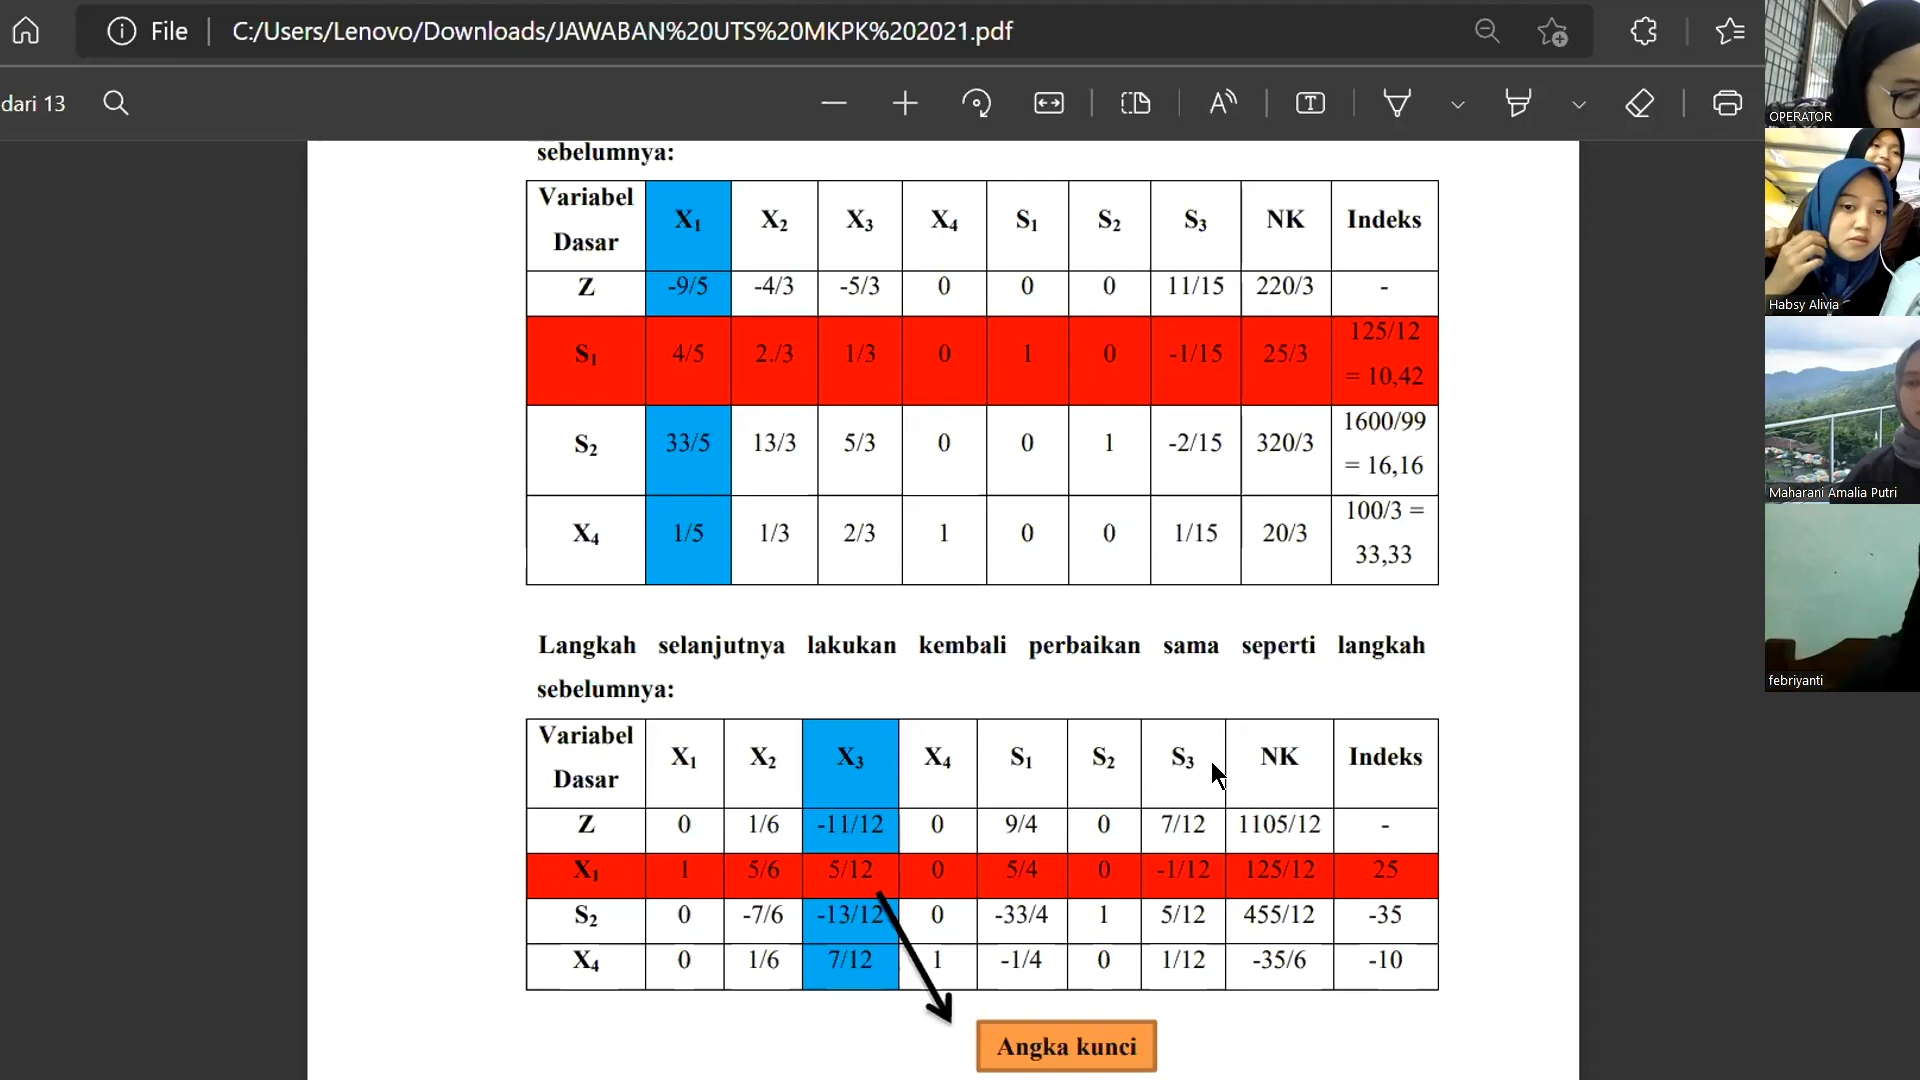 File | C:/Users/Lenovo/Downloads/JAWABAN%20UTS%20MKPK%202021.pdf
dari 13
sebelumnya:
Variabel Dasar X₁ X₂ X₃ X₄ S₁ S₂ S₃ NK Indeks
Z -9/5 -4/3 -5/3 0 0 0 11/15 220/3 -
S₁ 4/5 2./3 1/3 0 1 0 -1/15 25/3 125/12 = 10,42
S₂ 33/5 13/3 5/3 0 0 1 -2/15 320/3 1600/99 = 16,16
X₄ 1/5 1/3 2/3 1 0 0 1/15 20/3 100/3 = 33,33
Langkah selanjutnya lakukan kembali perbaikan sama seperti langkah
sebelumnya:
Variabel Dasar X₁ X₂ X₃ X₄ S₁ S₂ S₃ NK Indeks
Z 0 1/6 -11/12 0 9/4 0 7/12 1105/12 -
X₁ 1 5/6 5/12 0 5/4 0 -1/12 125/12 25
S₂ 0 -7/6 -13/12 0 -33/4 1 5/12 455/12 -35
X₄ 0 1/6 7/12 1 -1/4 0 1/12 -35/6 -10
Angka kunci
OPERATOR
Habsy Alivia
Maharani Amalia Putri
febriyanti